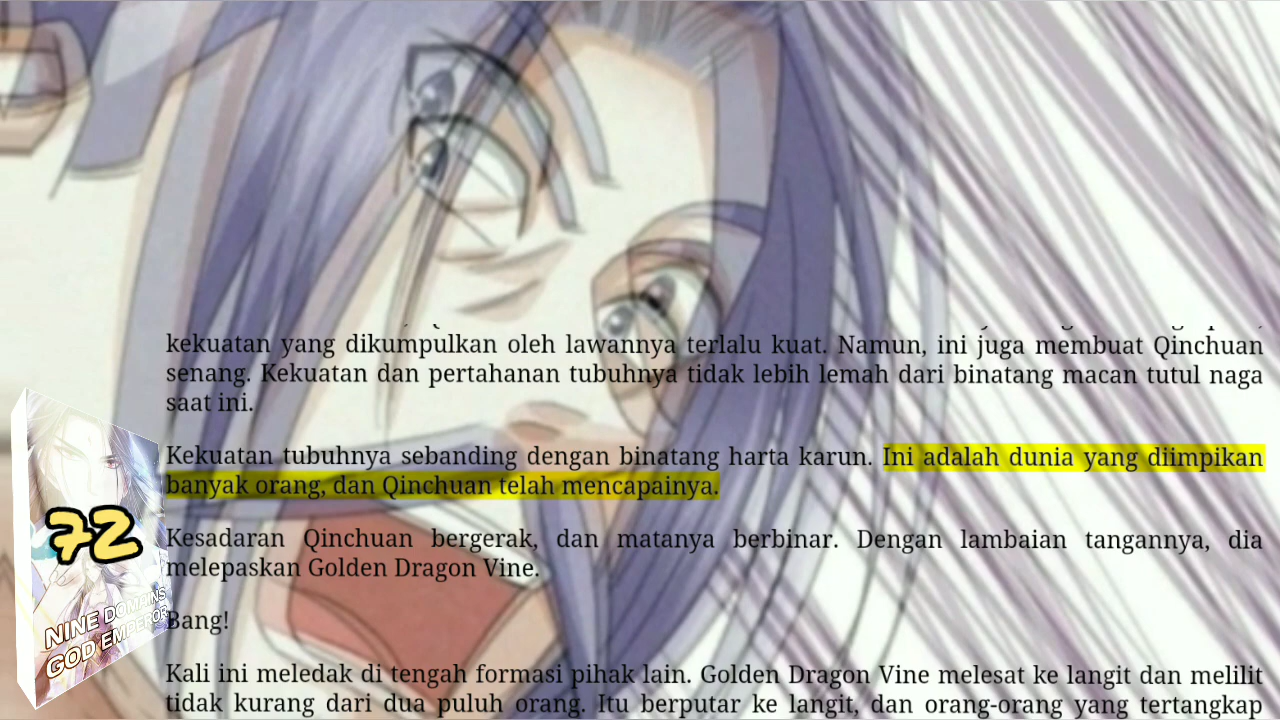 kekuatan yang dikumpulkan oleh lawannya terlalu kuat. Namun, ini juga membuat Qinchuan
senang. Kekuatan dan pertahanan tubuhnya tidak lebih lemah dari binatang macan tutul naga
saat ini.
Kekuatan tubuhnya sebanding dengan binatang harta karun. Ini adalah dunia yang diimpikan
banyak orang, dan Qinchuan telah mencapainya.
Kesadaran Qinchuan bergerak, dan matanya berbinar. Dengan lambaian tangannya, dia
melepaskan Golden Dragon Vine.
Bang!
Kali ini meledak di tengah formasi pihak lain. Golden Dragon Vine melesat ke langit dan melilit
tidak kurang dari dua puluh orang. Itu berputar ke langit, dan orang-orang yang tertangkap
72
NINE DOMAINS
GOD EMPEROR